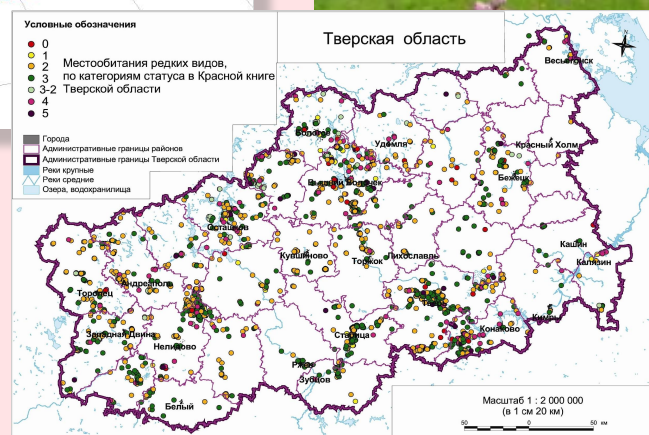 Условные обозначения
0
1
2
3
3-2
4
5
Местообитания редких видов,
по категориям статуса в Красной книге
Тверской области
Города
Административные границы районов
Административные границы Тверской области
Реки крупные
Реки средние
Озера, водохранилища
Тверская область
Весьегонск
Бологое
Удомля
Красный Холм
Вышний Волочек
Бежецк
Осташков
Кашин
Кувшиново
Торжок
Лихославль
Калязин
Андреаполь
Торопец
Тверь
Кимры
Конаково
Западная Двина
Нелидово
Старица
Ржев
Зубцов
Белый
Масштаб 1 : 2 000 000
(в 1 см 20 км)
50 0 50 км